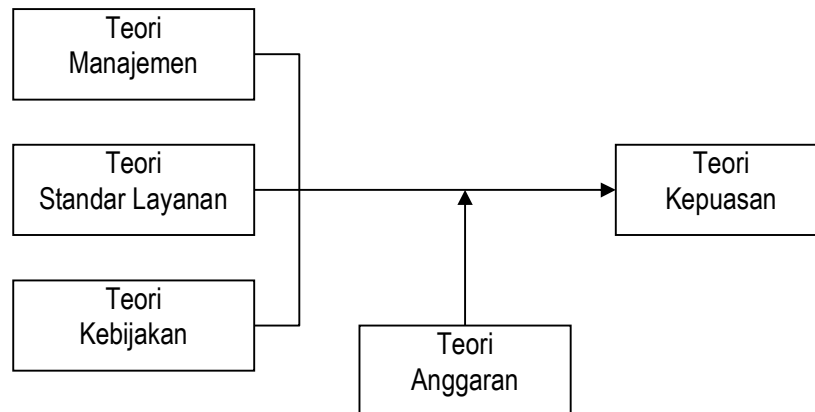 Teori
Manajemen
Teori
Standar Layanan
Teori
Kepuasan
Teori
Kebijakan
Teori
Anggaran